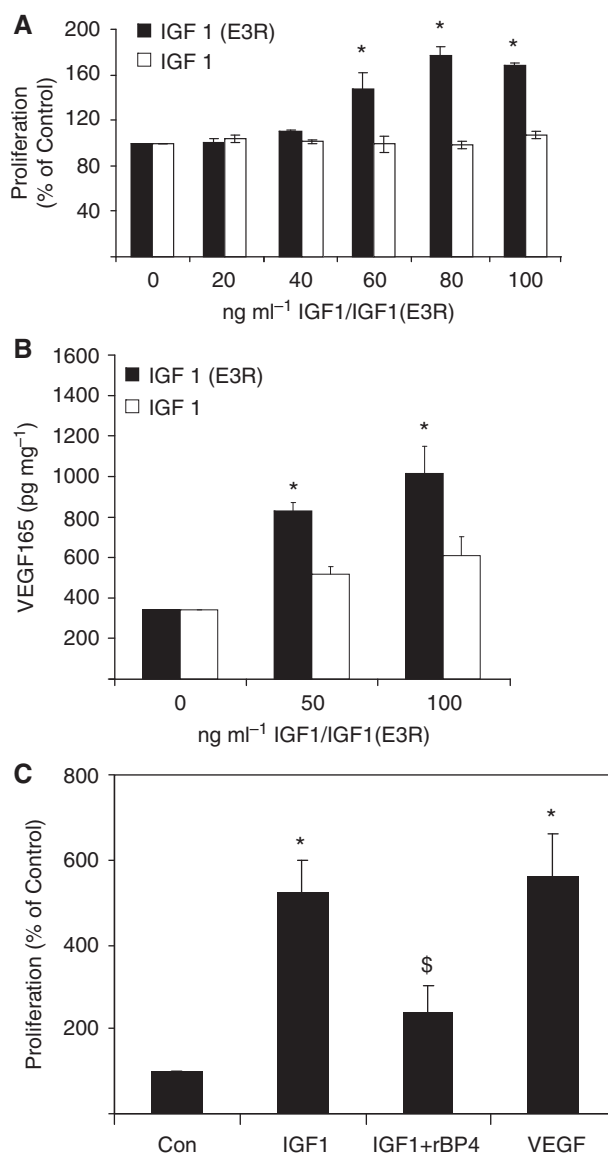 A
200
160
120
80
40
Proliferation
(% of Control)
IGF 1 (E3R)
IGF 1
*
*
*
0 20 40 60 80 100
ng ml⁻¹ IGF1/IGF1(E3R)
B
1600
1400
1200
1000
800
600
400
200
VEGF165 (pg mg⁻¹)
IGF 1 (E3R)
IGF 1
*
*
0 50 100
ng ml⁻¹ IGF1/IGF1(E3R)
C
800
600
400
200
Proliferation (% of Control)
*
$
*
Con IGF1 IGF1+rBP4 VEGF